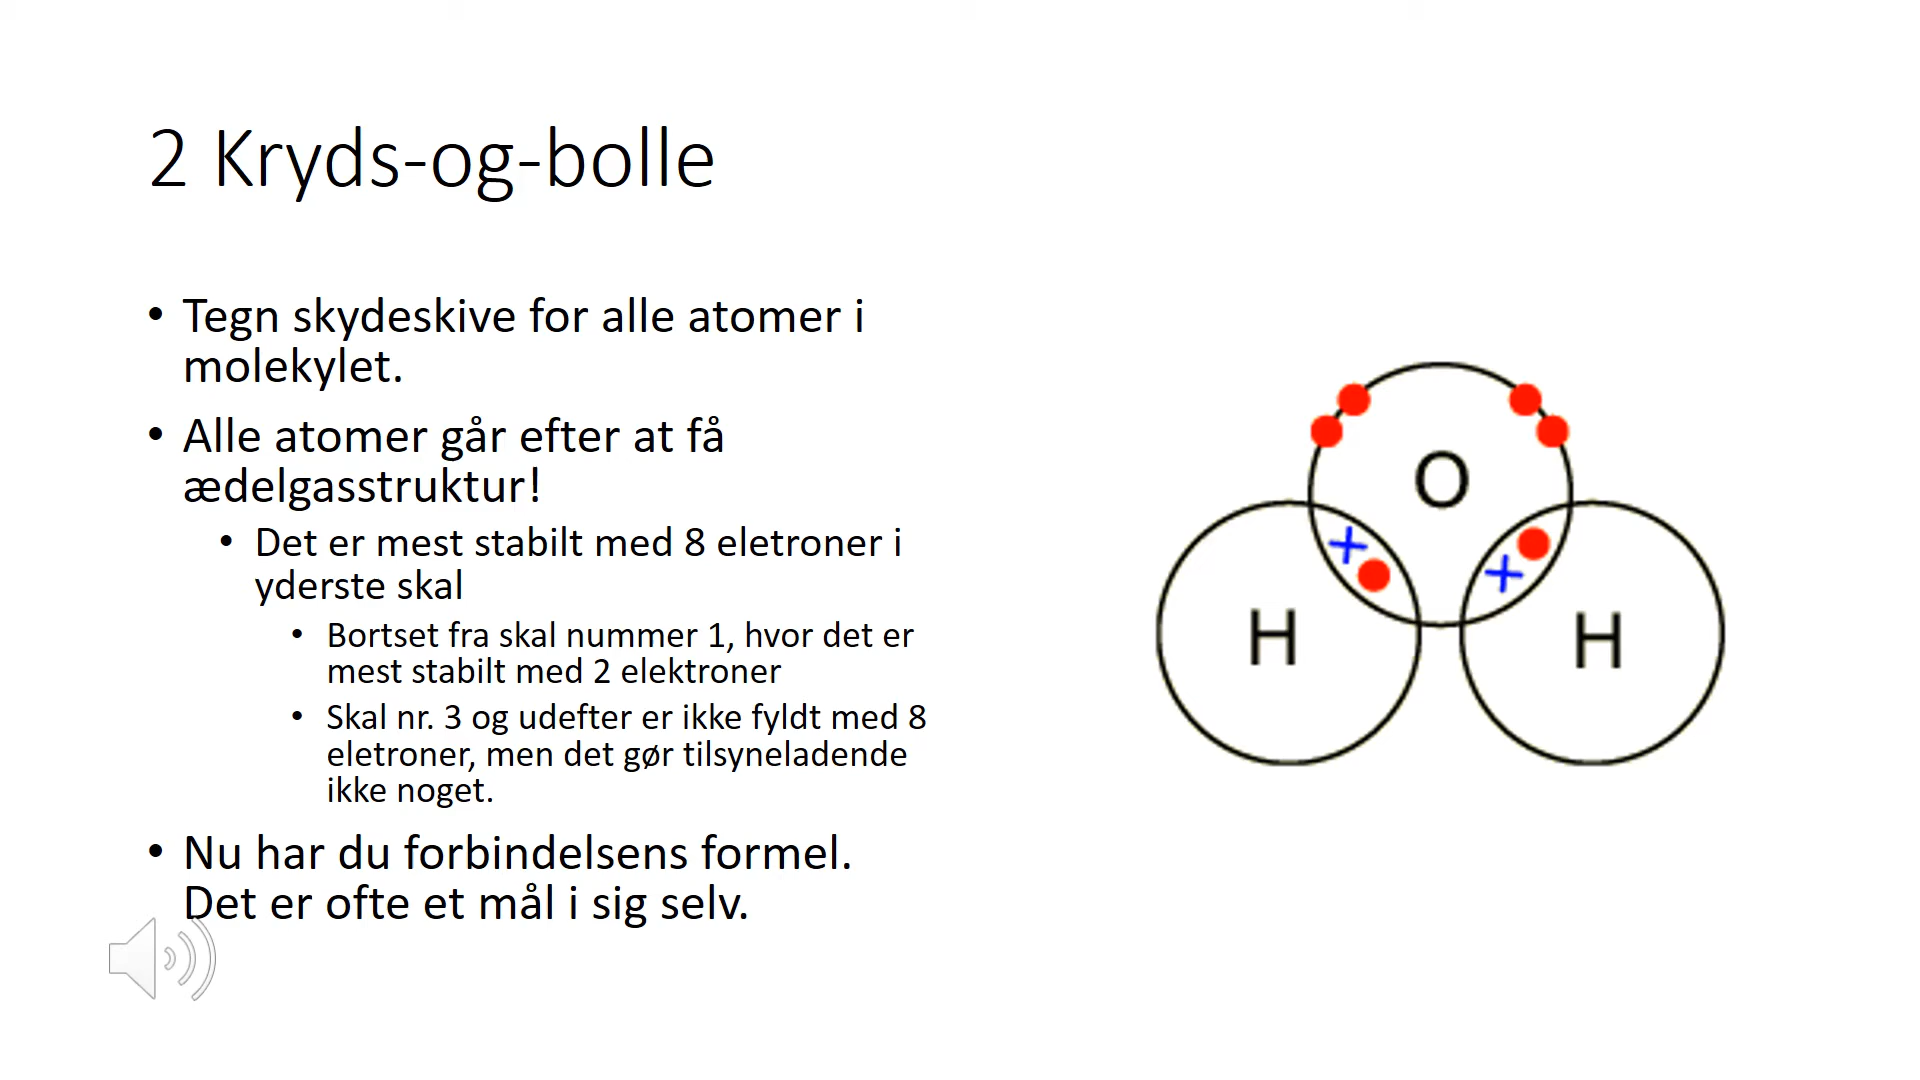 2 Kryds-og-bolle
• Tegn skydeskive for alle atomer i
molekylet.
• Alle atomer går efter at få
ædelgasstruktur!
• Det er mest stabilt med 8 eletroner i
yderste skal
• Bortset fra skal nummer 1, hvor det er
mest stabilt med 2 elektroner
• Skal nr. 3 og udefter er ikke fyldt med 8
eletroner, men det gør tilsyneladende
ikke noget.
• Nu har du forbindelsens formel.
Det er ofte et mål i sig selv.
O
H
H